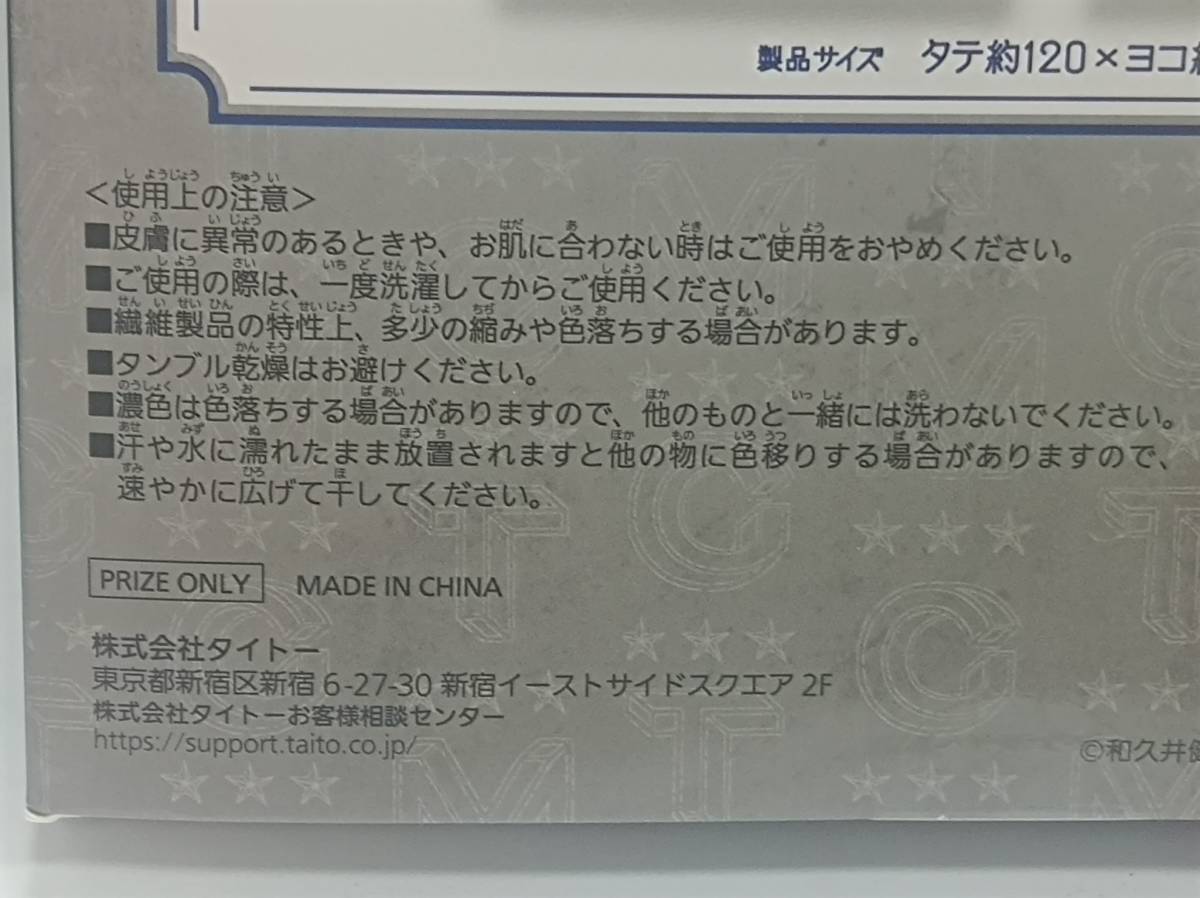 製品サイズ タテ約120×ヨコ約
<使用上の注意>
■皮膚に異常のあるときや、お肌に合わない時はご使用をおやめください。
■ご使用の際は、一度洗濯してからご使用ください。
■繊維製品の特性上、多少の縮みや色落ちする場合があります。
■タンブル乾燥はお避けください。
■濃色は色落ちする場合がありますので、他のものと一緒には洗わないでください。
■汗や水に濡れたまま放置されますと他の物に色移りする場合がありますので、
速やかに広げて干してください。
PRIZE ONLY MADE IN CHINA
株式会社タイトー
東京都新宿区新宿 6-27-30 新宿イーストサイドスクエア 2F
株式会社タイトーお客様相談センター
https://support.taito.co.jp/
©和久井健